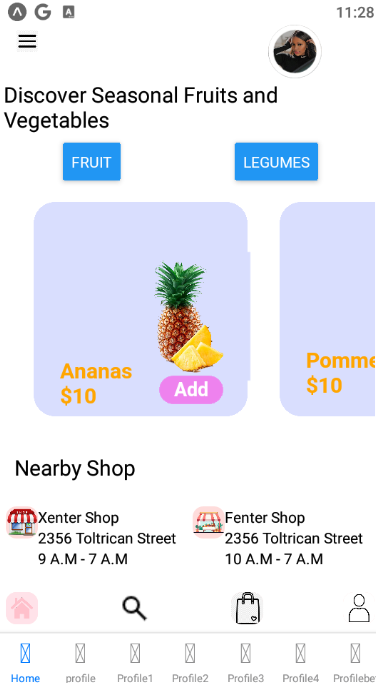 11:28
Discover Seasonal Fruits and
Vegetables
FRUIT
LEGUMES
Ananas
$10
Add
Pomme
$10
Nearby Shop
Xenter Shop
2356 Toltrican Street
9 A.M - 7 A.M
Fenter Shop
2356 Toltrican Street
10 A.M - 7 A.M
Home
profile
Profile1
Profile2
Profile3
Profile4
Profilebe